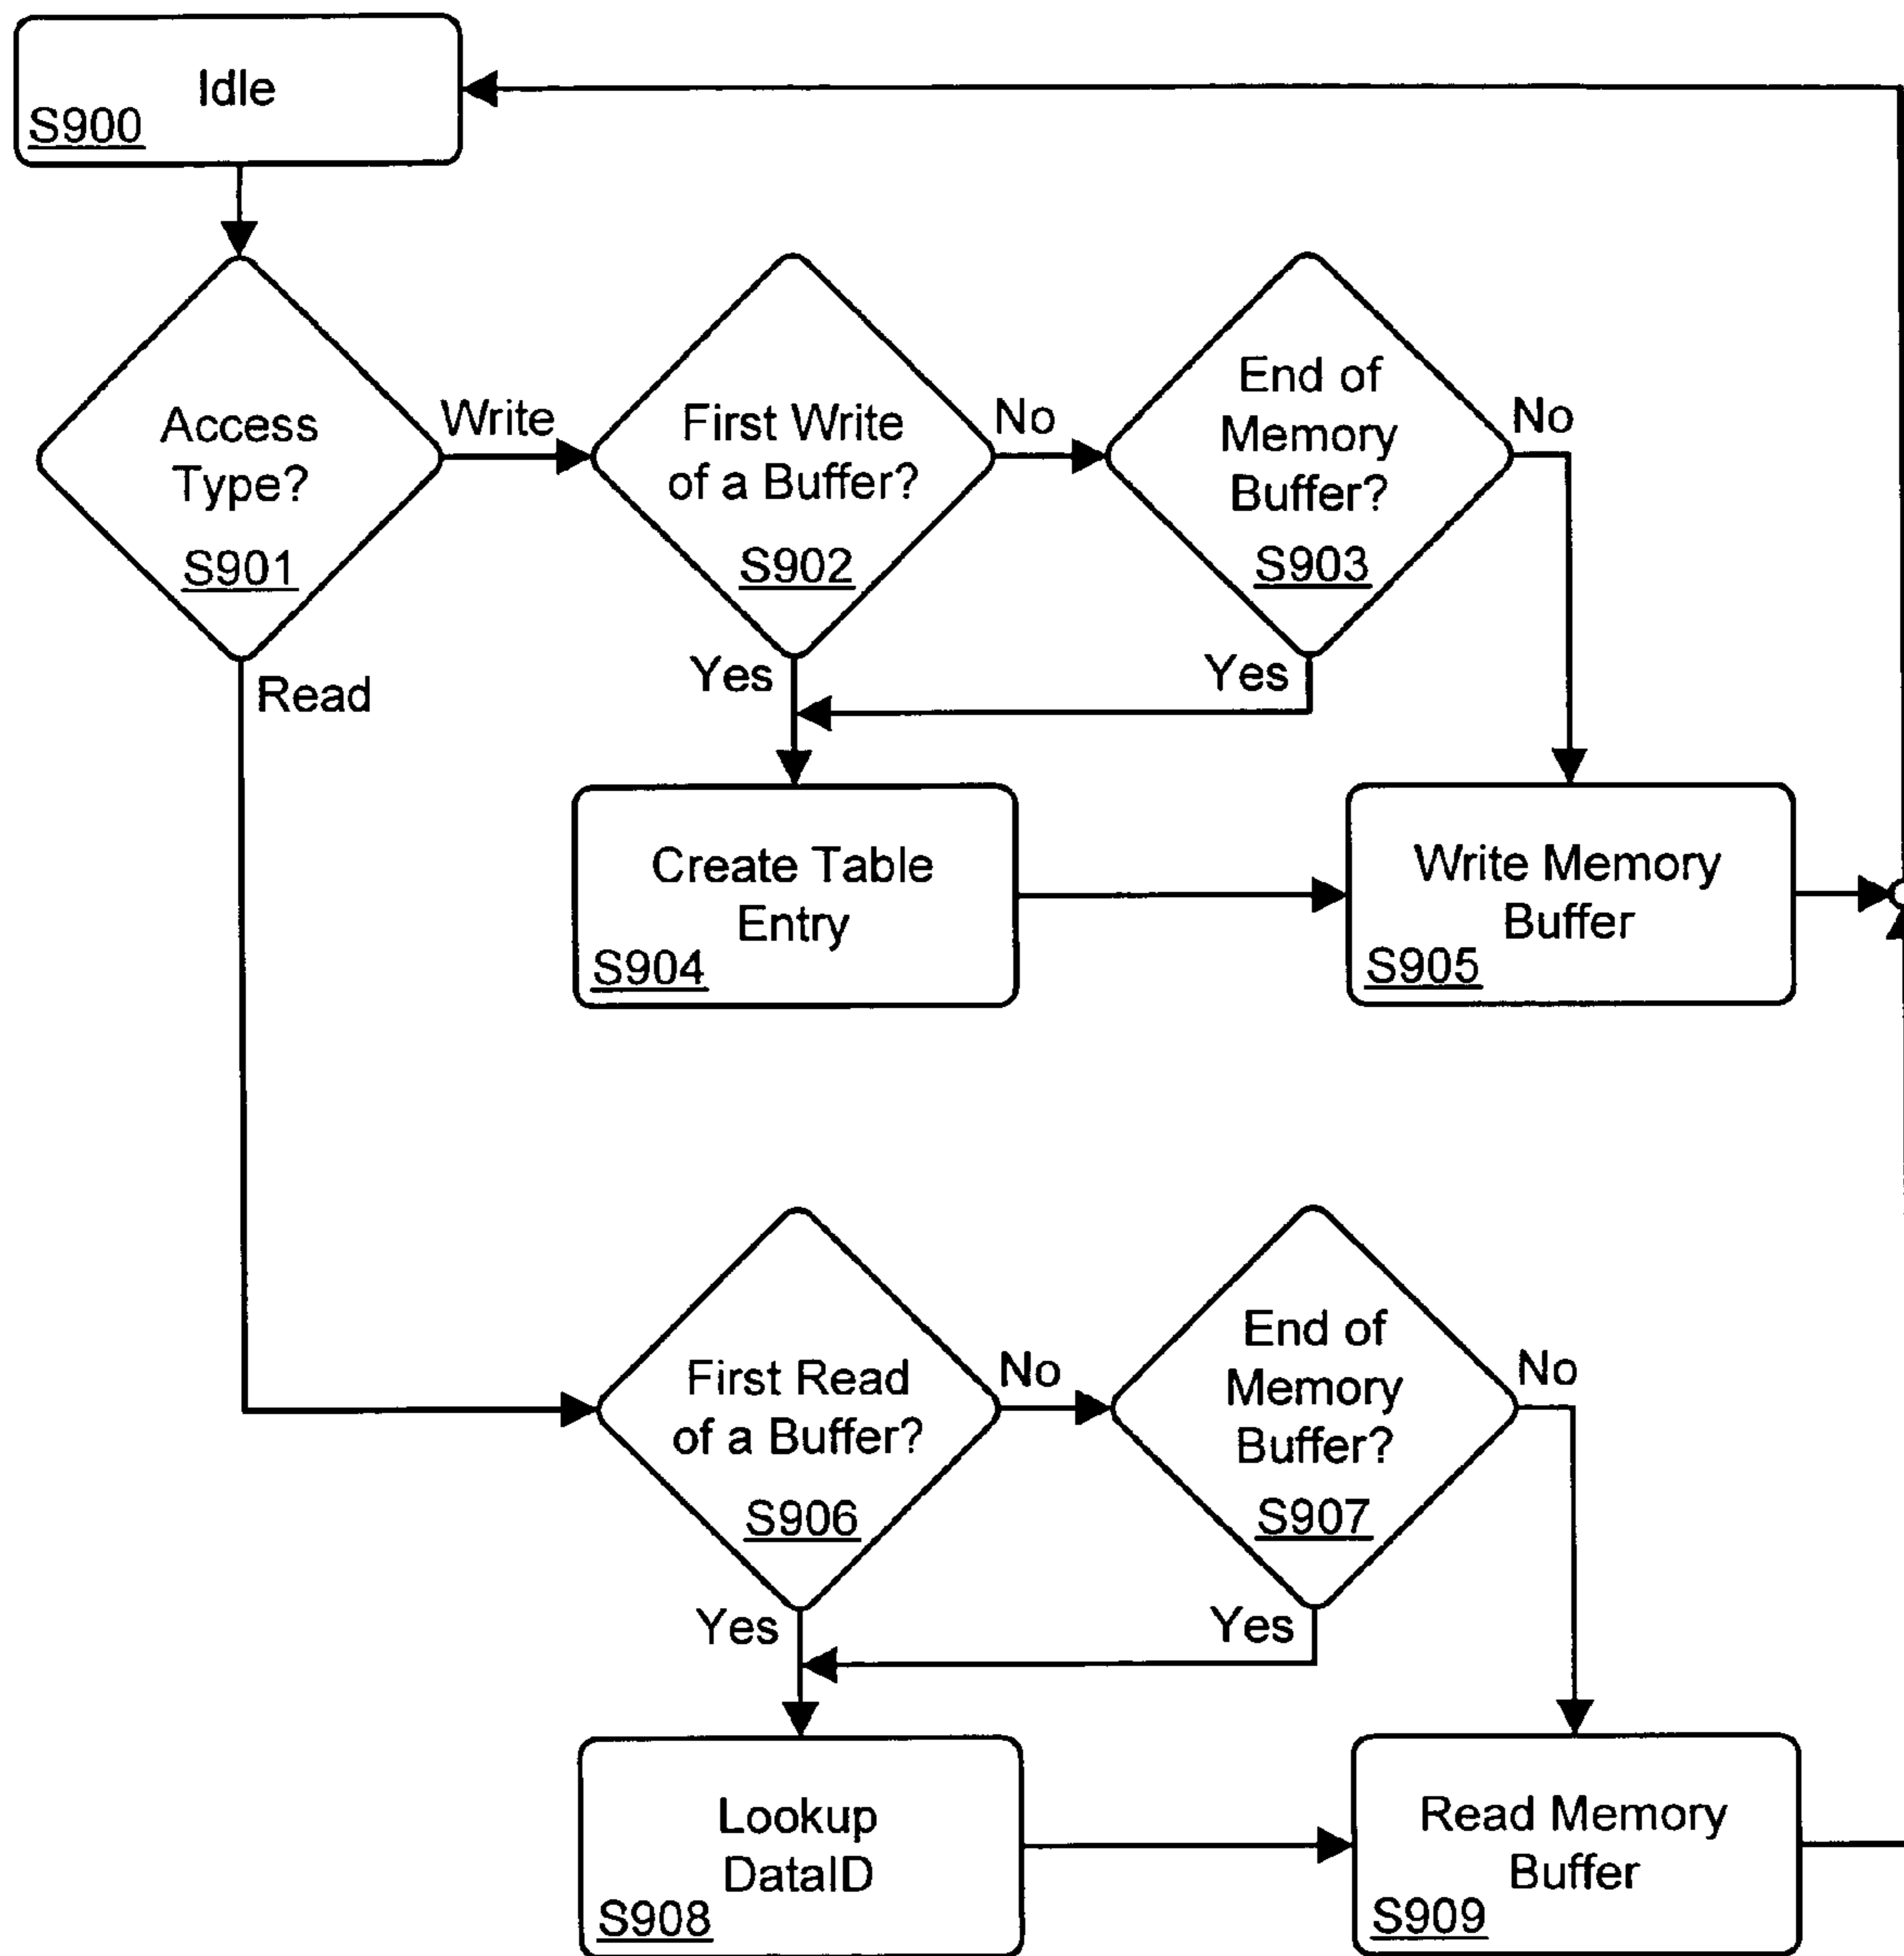 Idle
S900
Access
Type?
S901
Write
First Write
of a Buffer?
S902
No
End of
Memory
Buffer?
S903
No
Read
Yes
Yes
Create Table
Entry
S904
Write Memory
Buffer
S905
First Read
of a Buffer?
S906
No
End of
Memory
Buffer?
S907
No
Yes
Yes
Lookup
DataID
S908
Read Memory
Buffer
S909